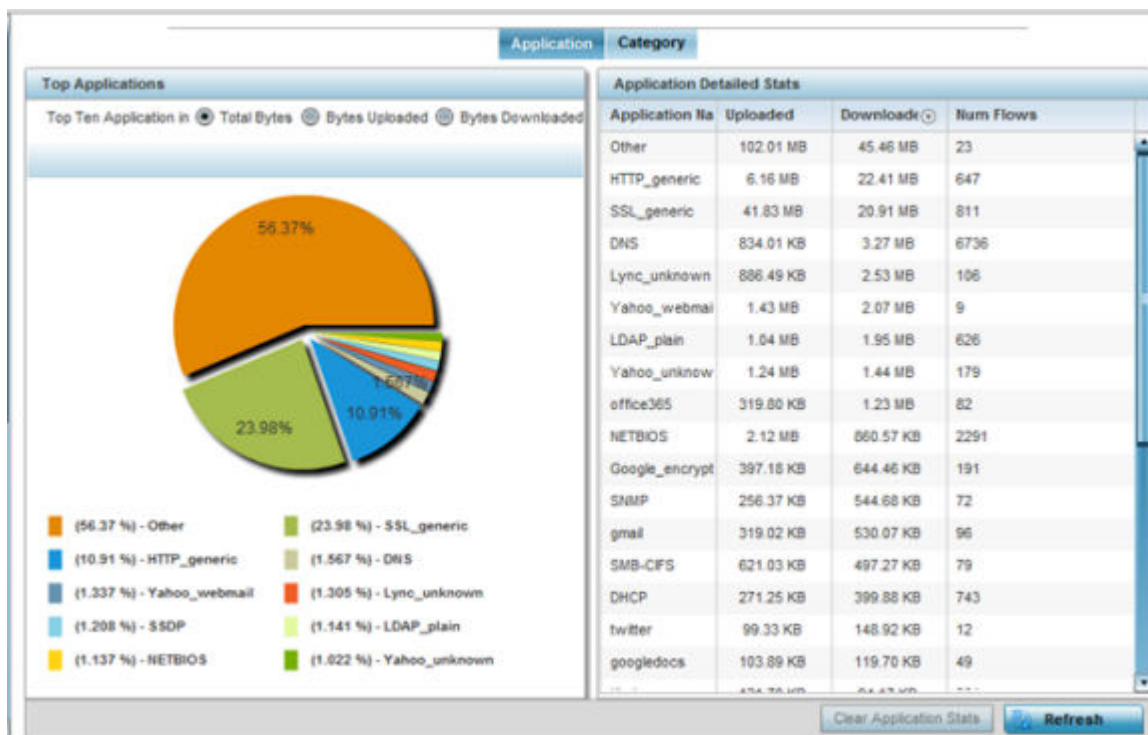 Application Category
Top Applications
Top Ten Application in Total Bytes Bytes Uploaded Bytes Downloaded
56.37%
23.98%
10.91%
1.567%
(56.37 %) - Other (23.98 %) - SSL_generic
(10.91 %) - HTTP_generic (1.567 %) - DNS
(1.337 %) - Yahoo_webmail (1.305 %) - Lync_unknown
(1.208 %) - SSDP (1.141 %) - LDAP_plain
(1.137 %) - NETBIOS (1.022 %) - Yahoo_unknown
Application Detailed Stats
Application Na Uploaded Downloade Num Flows
Other 102.01 MB 45.46 MB 23
HTTP_generic 6.16 MB 22.41 MB 647
SSL_generic 41.83 MB 20.91 MB 811
DNS 834.01 KB 3.27 MB 6736
Lync_unknown 886.49 KB 2.53 MB 106
Yahoo_webmai 1.43 MB 2.07 MB 9
LDAP_plain 1.04 MB 1.95 MB 626
Yahoo_unknow 1.24 MB 1.44 MB 179
office365 319.80 KB 1.23 MB 82
NETBIOS 2.12 MB 860.57 KB 2291
Google_encrypt 397.18 KB 644.46 KB 191
SNMP 256.37 KB 544.68 KB 72
gmail 319.02 KB 530.07 KB 96
SMB-CIFS 621.03 KB 497.27 KB 79
DHCP 271.25 KB 399.88 KB 743
twitter 99.33 KB 148.92 KB 12
googledocs 103.89 KB 119.70 KB 49
Clear Application Stats Refresh